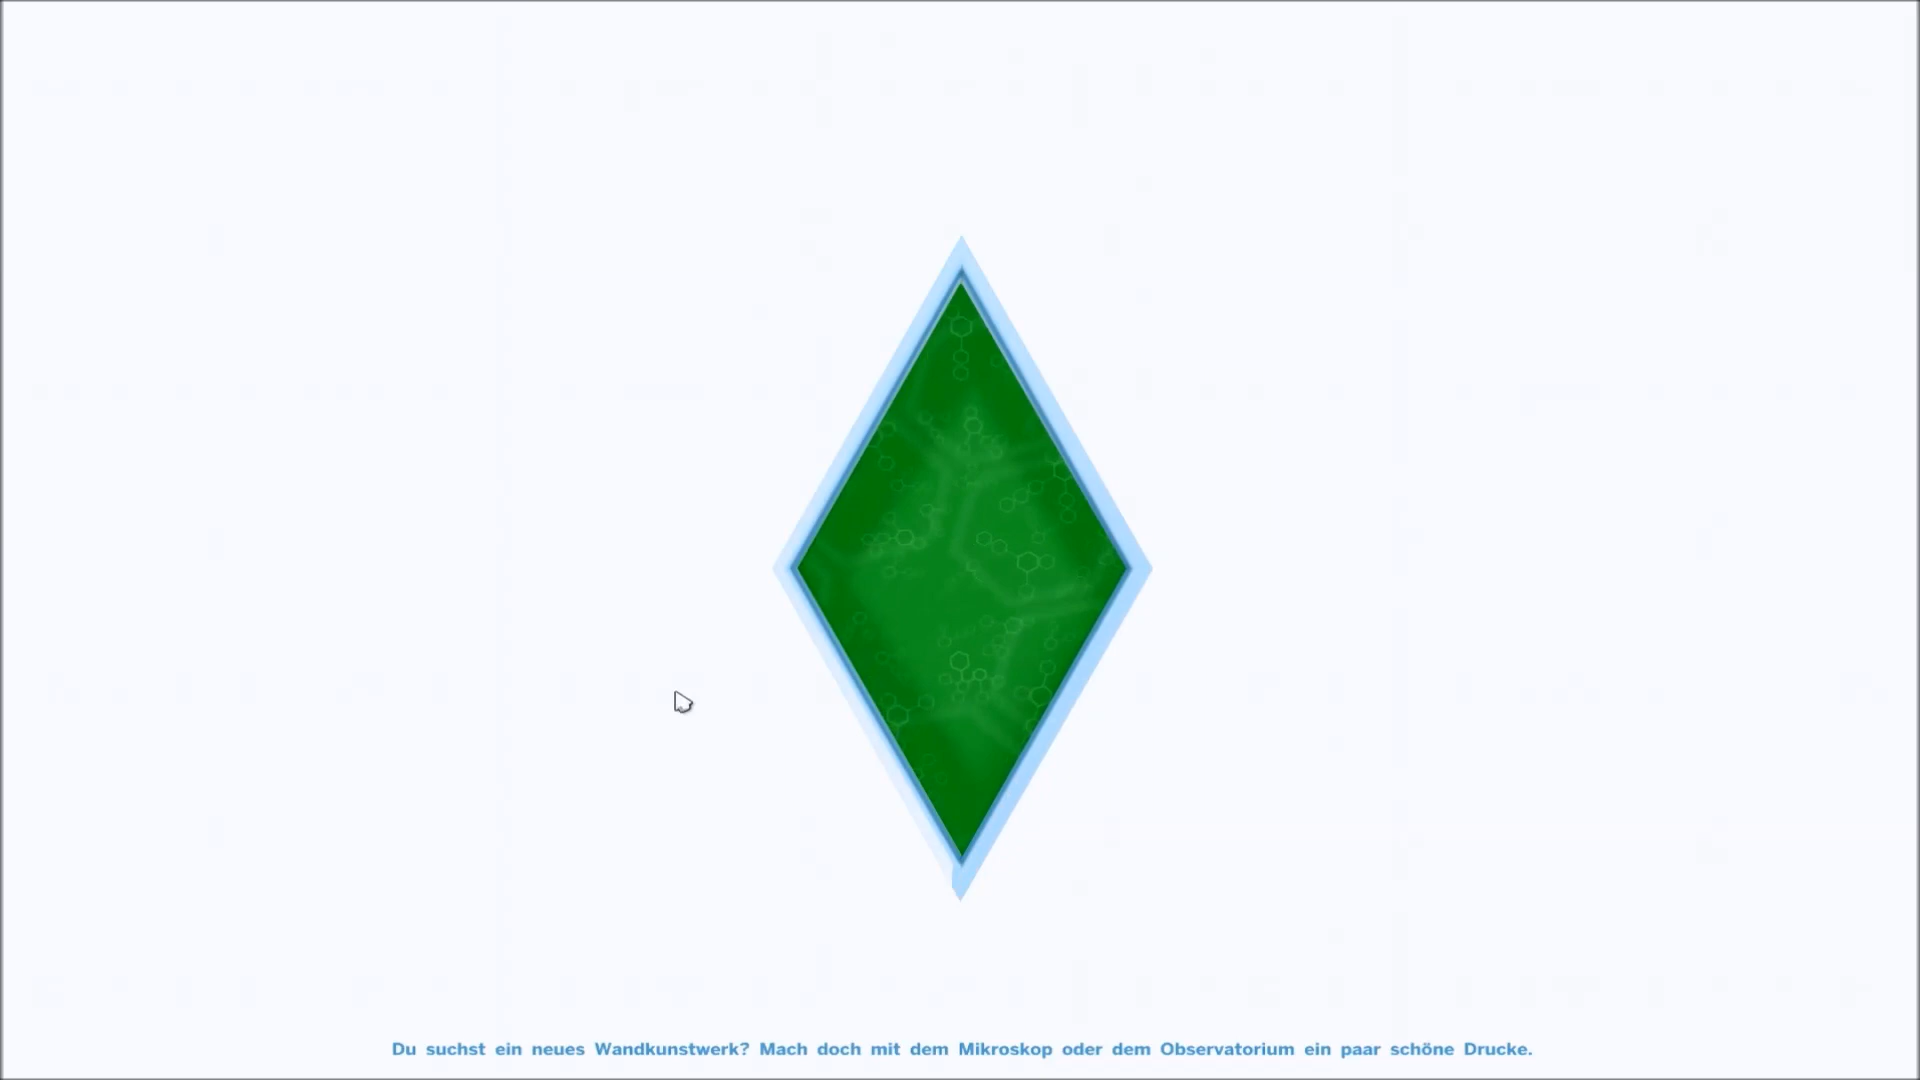 Du suchst ein neues Wandkunstwerk? Mach doch mit dem Mikroskop oder dem Observatorium ein paar schöne Drucke.